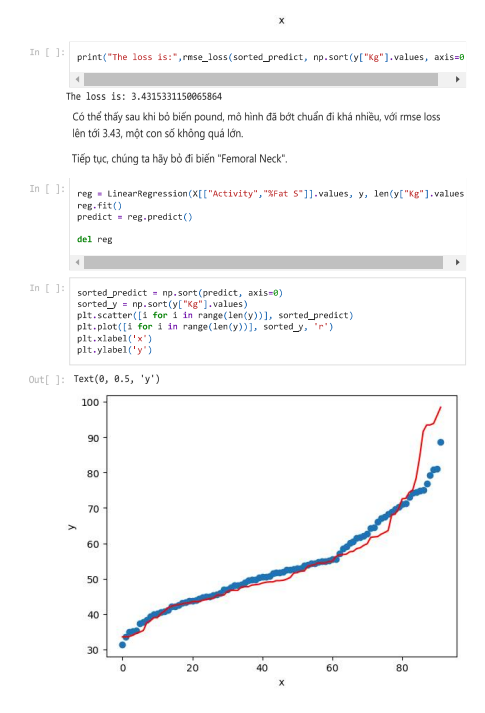 x
In [ ]:
print("The loss is:",rmse_loss(sorted_predict, np.sort(y["Kg"].values, axis=0
The loss is: 3.4315331150065864
Có thể thấy sau khi bỏ biến pound, mô hình đã bớt chuẩn đi khá nhiều, với rmse loss
lên tới 3.43, một con số không quá lớn.
Tiếp tục, chúng ta hãy bỏ đi biến "Femoral Neck".
In [ ]:
reg = LinearRegression(X[["Activity","%Fat S"]].values, y, len(y["Kg"].values
reg.fit()
predict = reg.predict()
del reg
In [ ]:
sorted_predict = np.sort(predict, axis=0)
sorted_y = np.sort(y["Kg"].values)
plt.scatter([i for i in range(len(y))], sorted_predict)
plt.plot([i for i in range(len(y))], sorted_y, 'r')
plt.xlabel('x')
plt.ylabel('y')
Out[ ]: Text(0, 0.5, 'y')
100
90
80
70
60
50
40
30
y
0 20 40 60 80
x